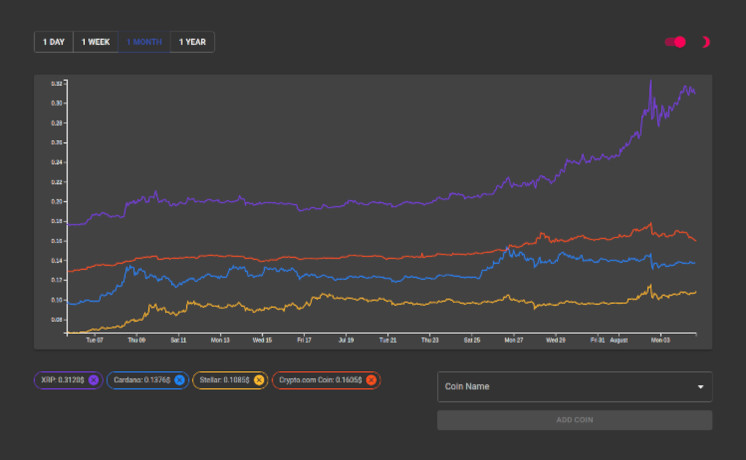 1 DAY 1 WEEK 1 MONTH 1 YEAR
0.32
0.30
0.28
0.26
0.24
0.22
0.20
0.18
0.16
0.14
0.12
0.10
0.08
Tue 07 Thu 09 Sat 11 Mon 13 Wed 15 Fri 17 Jul 19 Tue 21 Thu 23 Sat 25 Mon 27 Wed 29 Fri 31 August Mon 03
XRP: 0.3120$ Cardano: 0.1376$ Stellar: 0.1085$ Crypto.com Coin: 0.1605$
Coin Name
ADD COIN